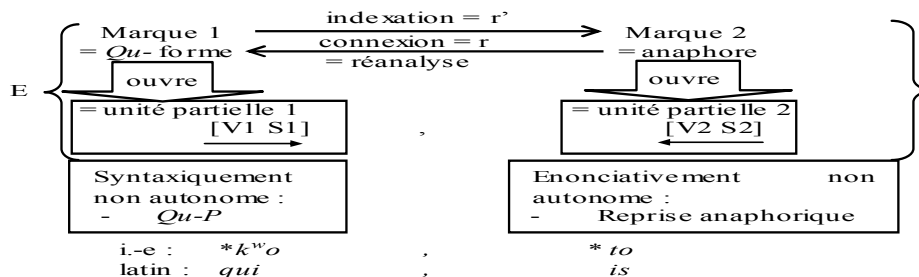 indexation = r’
Marque 1 Marque 2
connexion = r
= Qu- forme = anaphore
= réanalyse
ouvre ouvre
E
= unité partielle 1 = unité partielle 2
[V1 S1] , [V2 S2]
Syntaxiquement Enonciativement non
non autonome : autonome :
- Qu-P - Reprise anaphorique
i.-e : *kʷo , * to
latin : qui , is